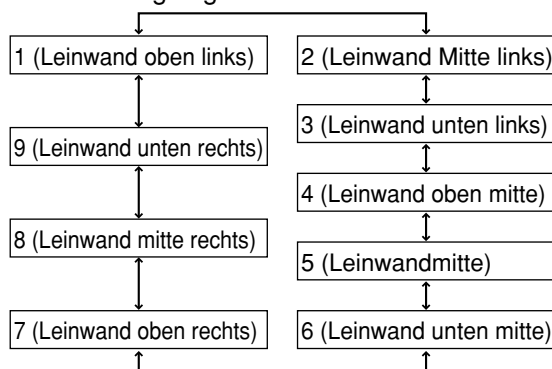 1 (Leinwand oben links)
2 (Leinwand Mitte links)
3 (Leinwand unten links)
9 (Leinwand unten rechts)
4 (Leinwand oben mitte)
8 (Leinwand mitte rechts)
5 (Leinwandmitte)
7 (Leinwand oben rechts)
6 (Leinwand unten mitte)